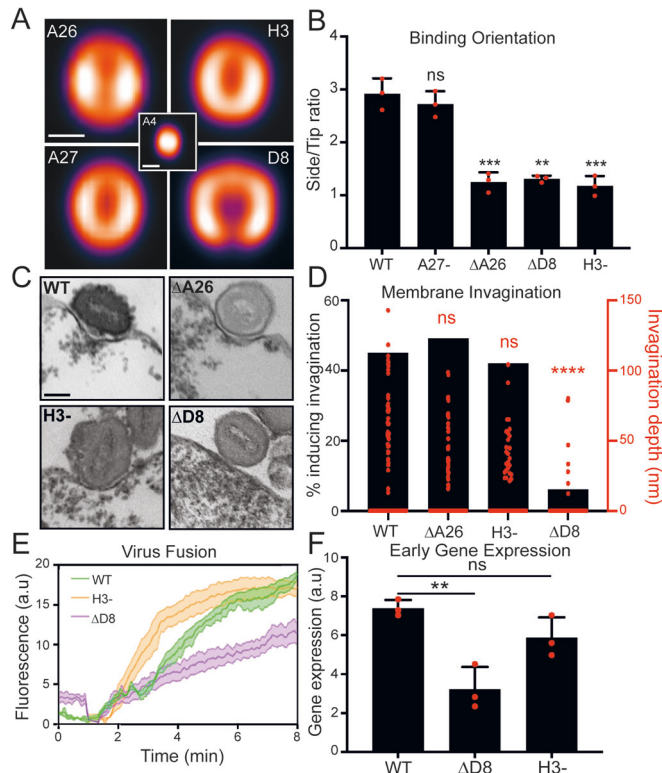 A
A26
H3
A4
A27
D8
B
Binding Orientation
Side/Tip ratio
4
3
2
1
0
ns
***
**
***
WT
A27-
ΔA26
ΔD8
H3-
C
WT
ΔA26
H3-
ΔD8
D
Membrane Invagination
% inducing invagination
60
40
20
0
ns
ns
****
150
100
50
0
Invagination depth (nm)
WT
ΔA26
H3-
ΔD8
E
Virus Fusion
WT
H3-
ΔD8
Fluorescence (a.u)
20
15
10
5
0
0
2
4
6
8
Time (min)
F
Early Gene Expression
ns
**
Gene expression (a.u)
8
6
4
2
0
WT
ΔD8
H3-